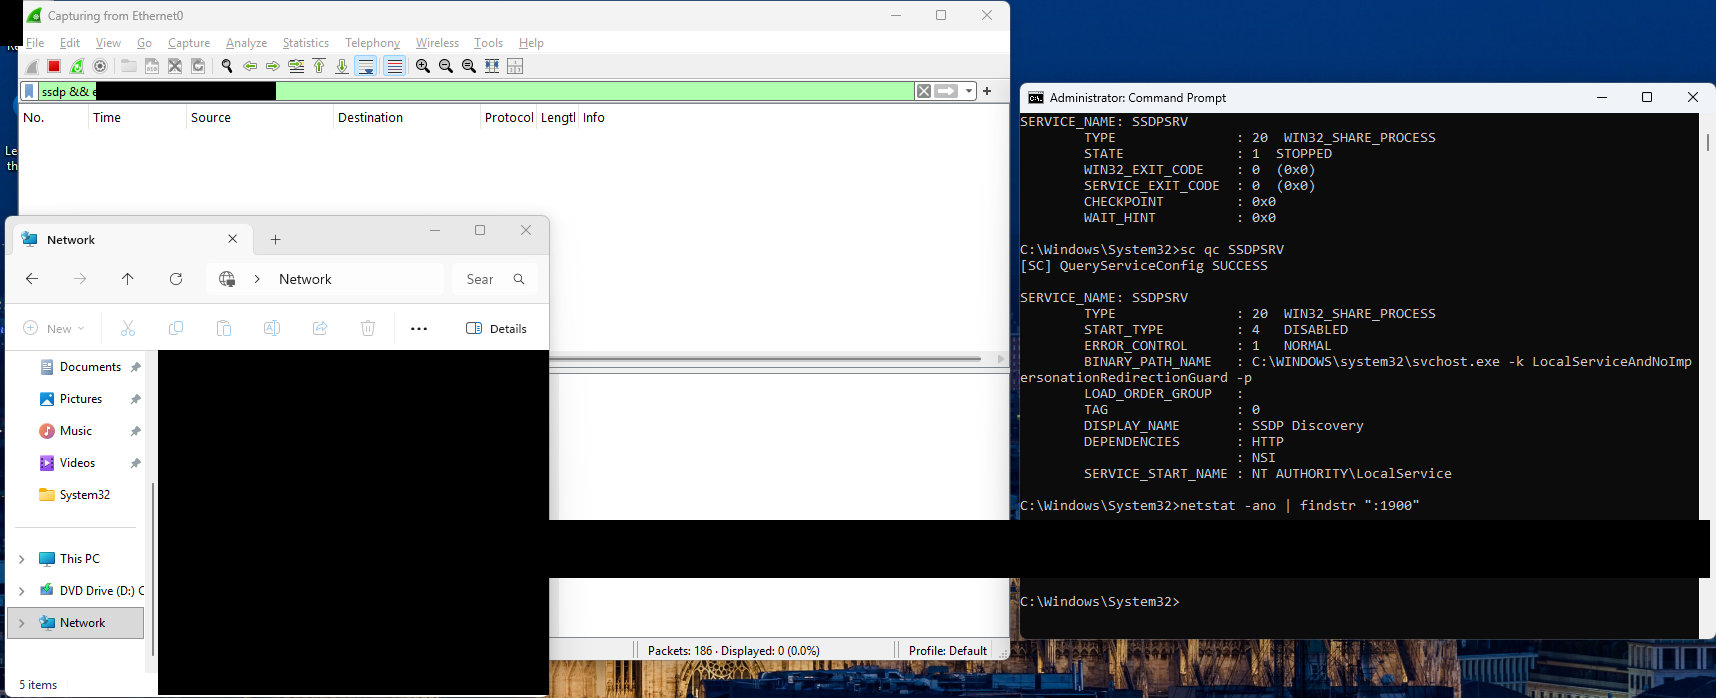 Capturing from Ethernet0
File Edit View Go Capture Analyze Statistics Telephony Wireless Tools Help
ssdp && e
No. Time Source Destination Protocol Lengtl Info
Le
th
Network
Network
Sear
New
Details
Documents
Pictures
Music
Videos
System32
This PC
DVD Drive (D:) C
Network
5 items
Packets: 186 · Displayed: 0 (0.0%)
Profile: Default
Administrator: Command Prompt
SERVICE_NAME: SSDPSRV
TYPE : 20 WIN32_SHARE_PROCESS
STATE : 1 STOPPED
WIN32_EXIT_CODE : 0 (0x0)
SERVICE_EXIT_CODE : 0 (0x0)
CHECKPOINT : 0x0
WAIT_HINT : 0x0
C:\Windows\System32>sc qc SSDPSRV
[SC] QueryServiceConfig SUCCESS
SERVICE_NAME: SSDPSRV
TYPE : 20 WIN32_SHARE_PROCESS
START_TYPE : 4 DISABLED
ERROR_CONTROL : 1 NORMAL
BINARY_PATH_NAME : C:\WINDOWS\system32\svchost.exe -k LocalServiceAndNoImp
ersonationRedirectionGuard -p
LOAD_ORDER_GROUP :
TAG : 0
DISPLAY_NAME : SSDP Discovery
DEPENDENCIES : HTTP
: NSI
SERVICE_START_NAME : NT AUTHORITY\LocalService
C:\Windows\System32>netstat -ano | findstr ":1900"
C:\Windows\System32>